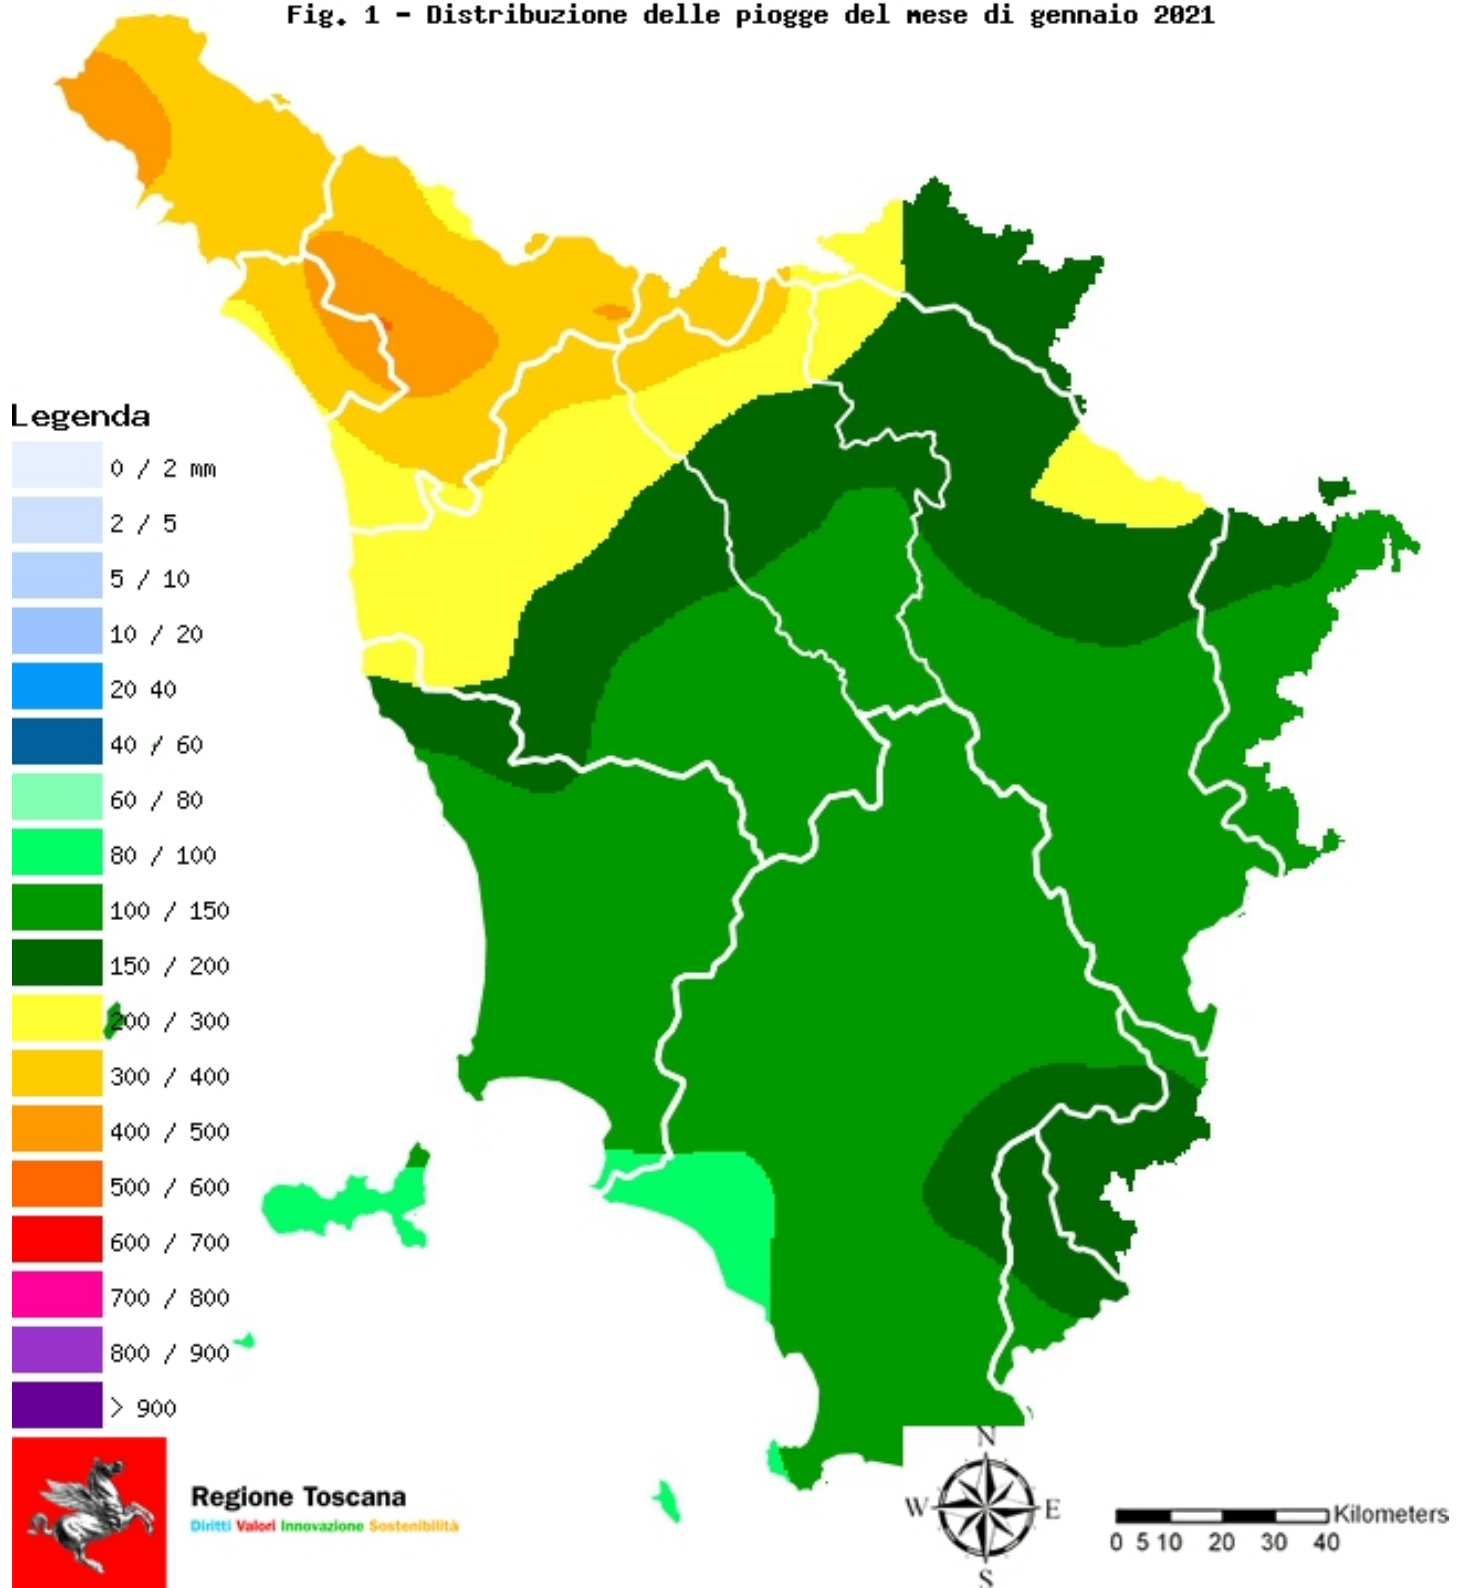 Fig. 1 - Distribuzione delle piogge del mese di gennaio 2021
Legenda
0 / 2 mm
2 / 5
5 / 10
10 / 20
20 40
40 / 60
60 / 80
80 / 100
100 / 150
150 / 200
200 / 300
300 / 400
400 / 500
500 / 600
600 / 700
700 / 800
800 / 900
> 900
Regione Toscana
Diritti Valori Innovazione Sostenibilità
N
W E
S
Kilometers
0 5 10 20 30 40